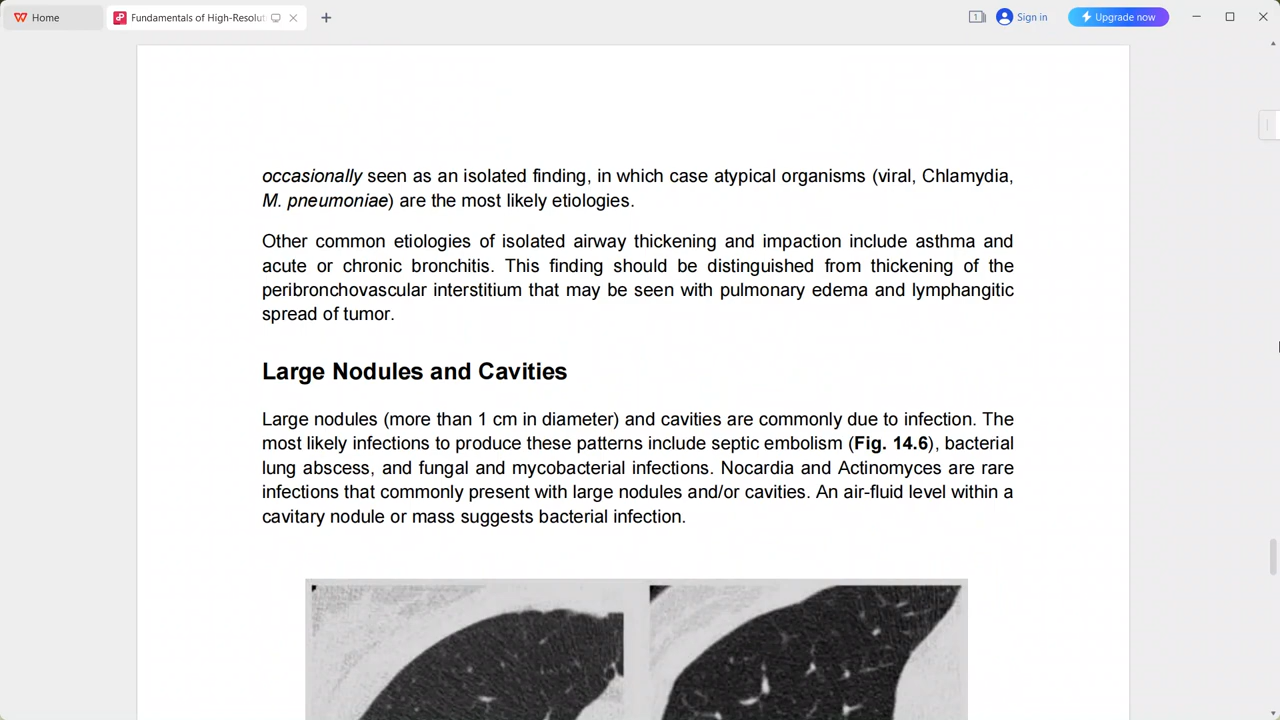 Home
Fundamentals of High-Resolut
1
Sign in
Upgrade now
occasionally seen as an isolated finding, in which case atypical organisms (viral, Chlamydia,
M. pneumoniae) are the most likely etiologies.
Other common etiologies of isolated airway thickening and impaction include asthma and
acute or chronic bronchitis. This finding should be distinguished from thickening of the
peribronchovascular interstitium that may be seen with pulmonary edema and lymphangitic
spread of tumor.
Large Nodules and Cavities
Large nodules (more than 1 cm in diameter) and cavities are commonly due to infection. The
most likely infections to produce these patterns include septic embolism (Fig. 14.6), bacterial
lung abscess, and fungal and mycobacterial infections. Nocardia and Actinomyces are rare
infections that commonly present with large nodules and/or cavities. An air-fluid level within a
cavitary nodule or mass suggests bacterial infection.